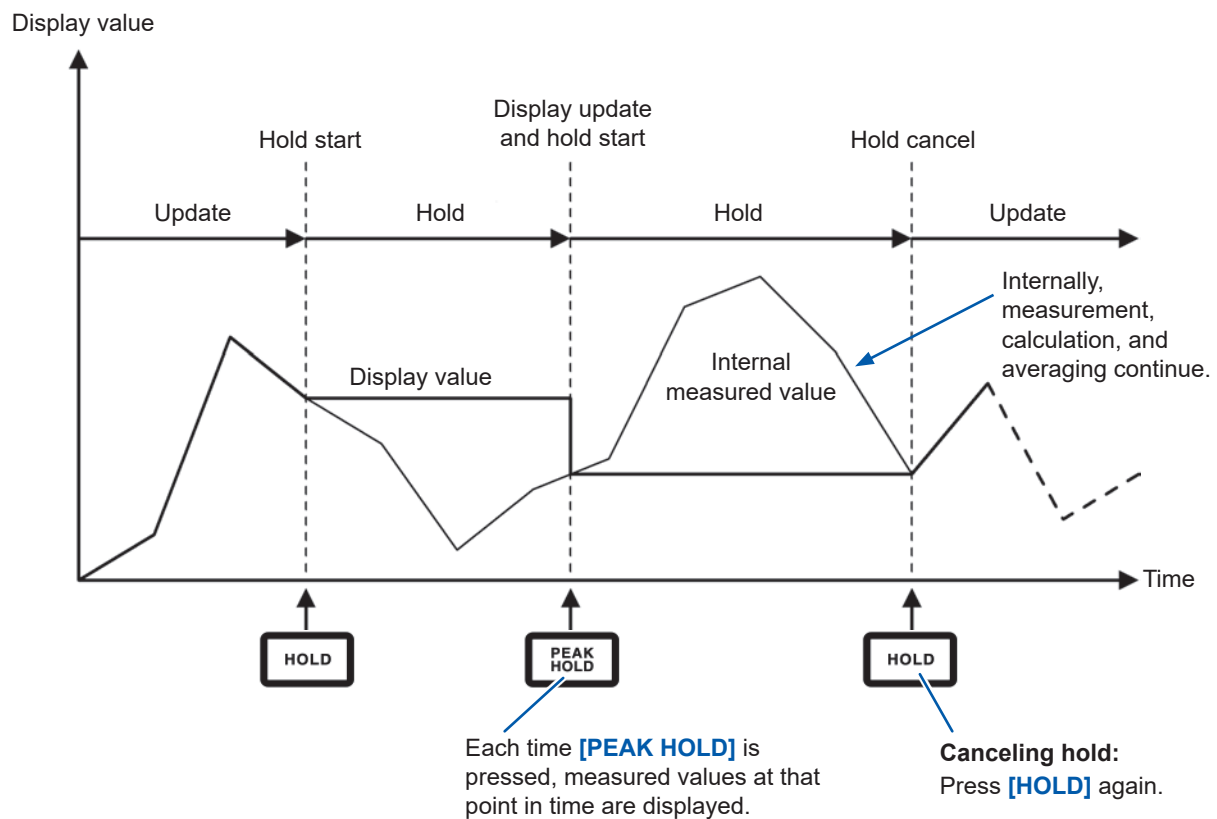 Display value
Display update
and hold start
Hold start
Hold cancel
Update
Hold
Hold
Update
Internally,
measurement,
calculation, and
averaging continue.
Display value
Internal
measured value
Time
HOLD
PEAK
HOLD
HOLD
Each time [PEAK HOLD] is
pressed, measured values at that
point in time are displayed.
Canceling hold:
Press [HOLD] again.